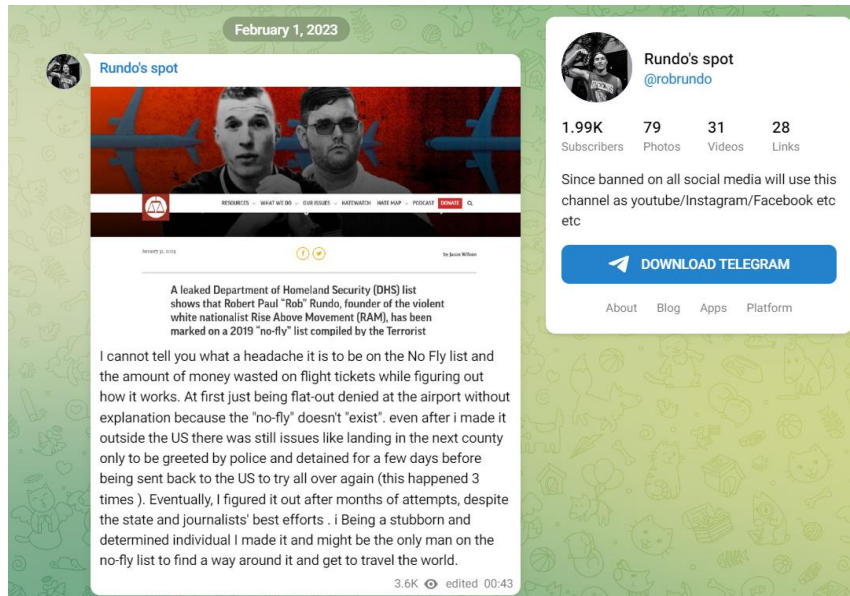 February 1, 2023
Rundo's spot
RESOURCES WHAT WE DO OUR ISSUES HATEWATCH HATE MAP PODCAST DONATE
January 31, 2023
by Jason Wilson
A leaked Department of Homeland Security (DHS) list
shows that Robert Paul “Rob” Rundo, founder of the violent
white nationalist Rise Above Movement (RAM), has been
marked on a 2019 “no-fly” list compiled by the Terrorist
I cannot tell you what a headache it is to be on the No Fly list and
the amount of money wasted on flight tickets while figuring out
how it works. At first just being flat-out denied at the airport without
explanation because the "no-fly" doesn't "exist". even after i made it
outside the US there was still issues like landing in the next county
only to be greeted by police and detained for a few days before
being sent back to the US to try all over again (this happened 3
times ). Eventually, I figured it out after months of attempts, despite
the state and journalists' best efforts . i Being a stubborn and
determined individual I made it and might be the only man on the
no-fly list to find a way around it and get to travel the world.
3.6K edited 00:43
Rundo's spot
@robrundo
1.99K 79 31 28
Subscribers Photos Videos Links
Since banned on all social media will use this
channel as youtube/Instagram/Facebook etc
etc
DOWNLOAD TELEGRAM
About Blog Apps Platform